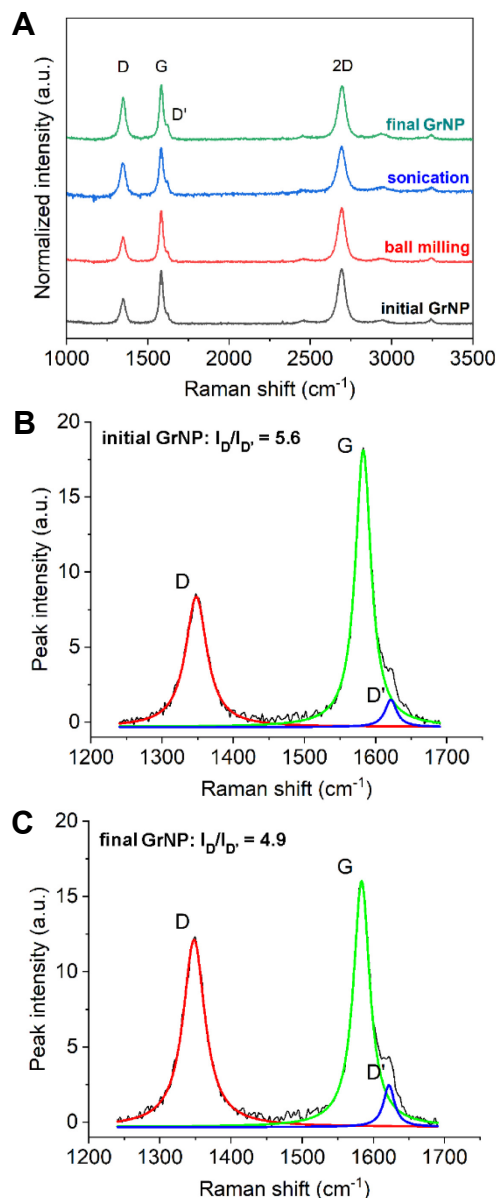 A
Normalized intensity (a.u.)
D
G
D'
2D
final GrNP
sonication
ball milling
initial GrNP
1000 1500 2000 2500 3000 3500
Raman shift (cm⁻¹)
B
20
15
10
5
0
Peak intensity (a.u.)
initial GrNP: I_D/I_D' = 5.6
G
D
D'
1200 1300 1400 1500 1600 1700
Raman shift (cm⁻¹)
C
20
15
10
5
0
Peak intensity (a.u.)
final GrNP: I_D/I_D' = 4.9
G
D
D'
1200 1300 1400 1500 1600 1700
Raman shift (cm⁻¹)